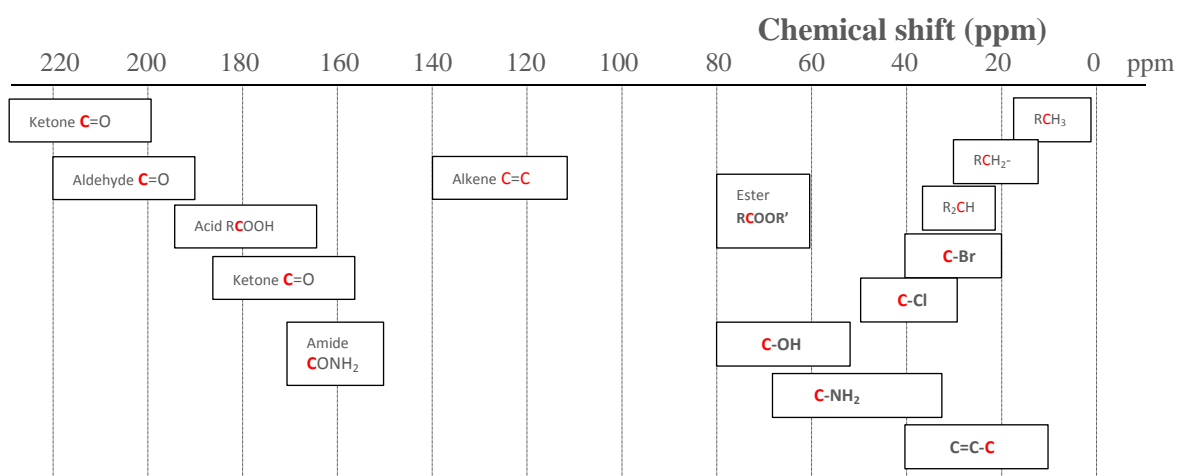 Chemical shift (ppm)
220 200 180 160 140 120 100 80 60 40 20 0 ppm
Ketone C=O
RCH₃
RCH₂-
Aldehyde C=O
Alkene C=C
Ester
RCOOR’
R₂CH
Acid RCOOH
C-Br
Ketone C=O
C-Cl
Amide
CONH₂
C-OH
C-NH₂
C=C-C